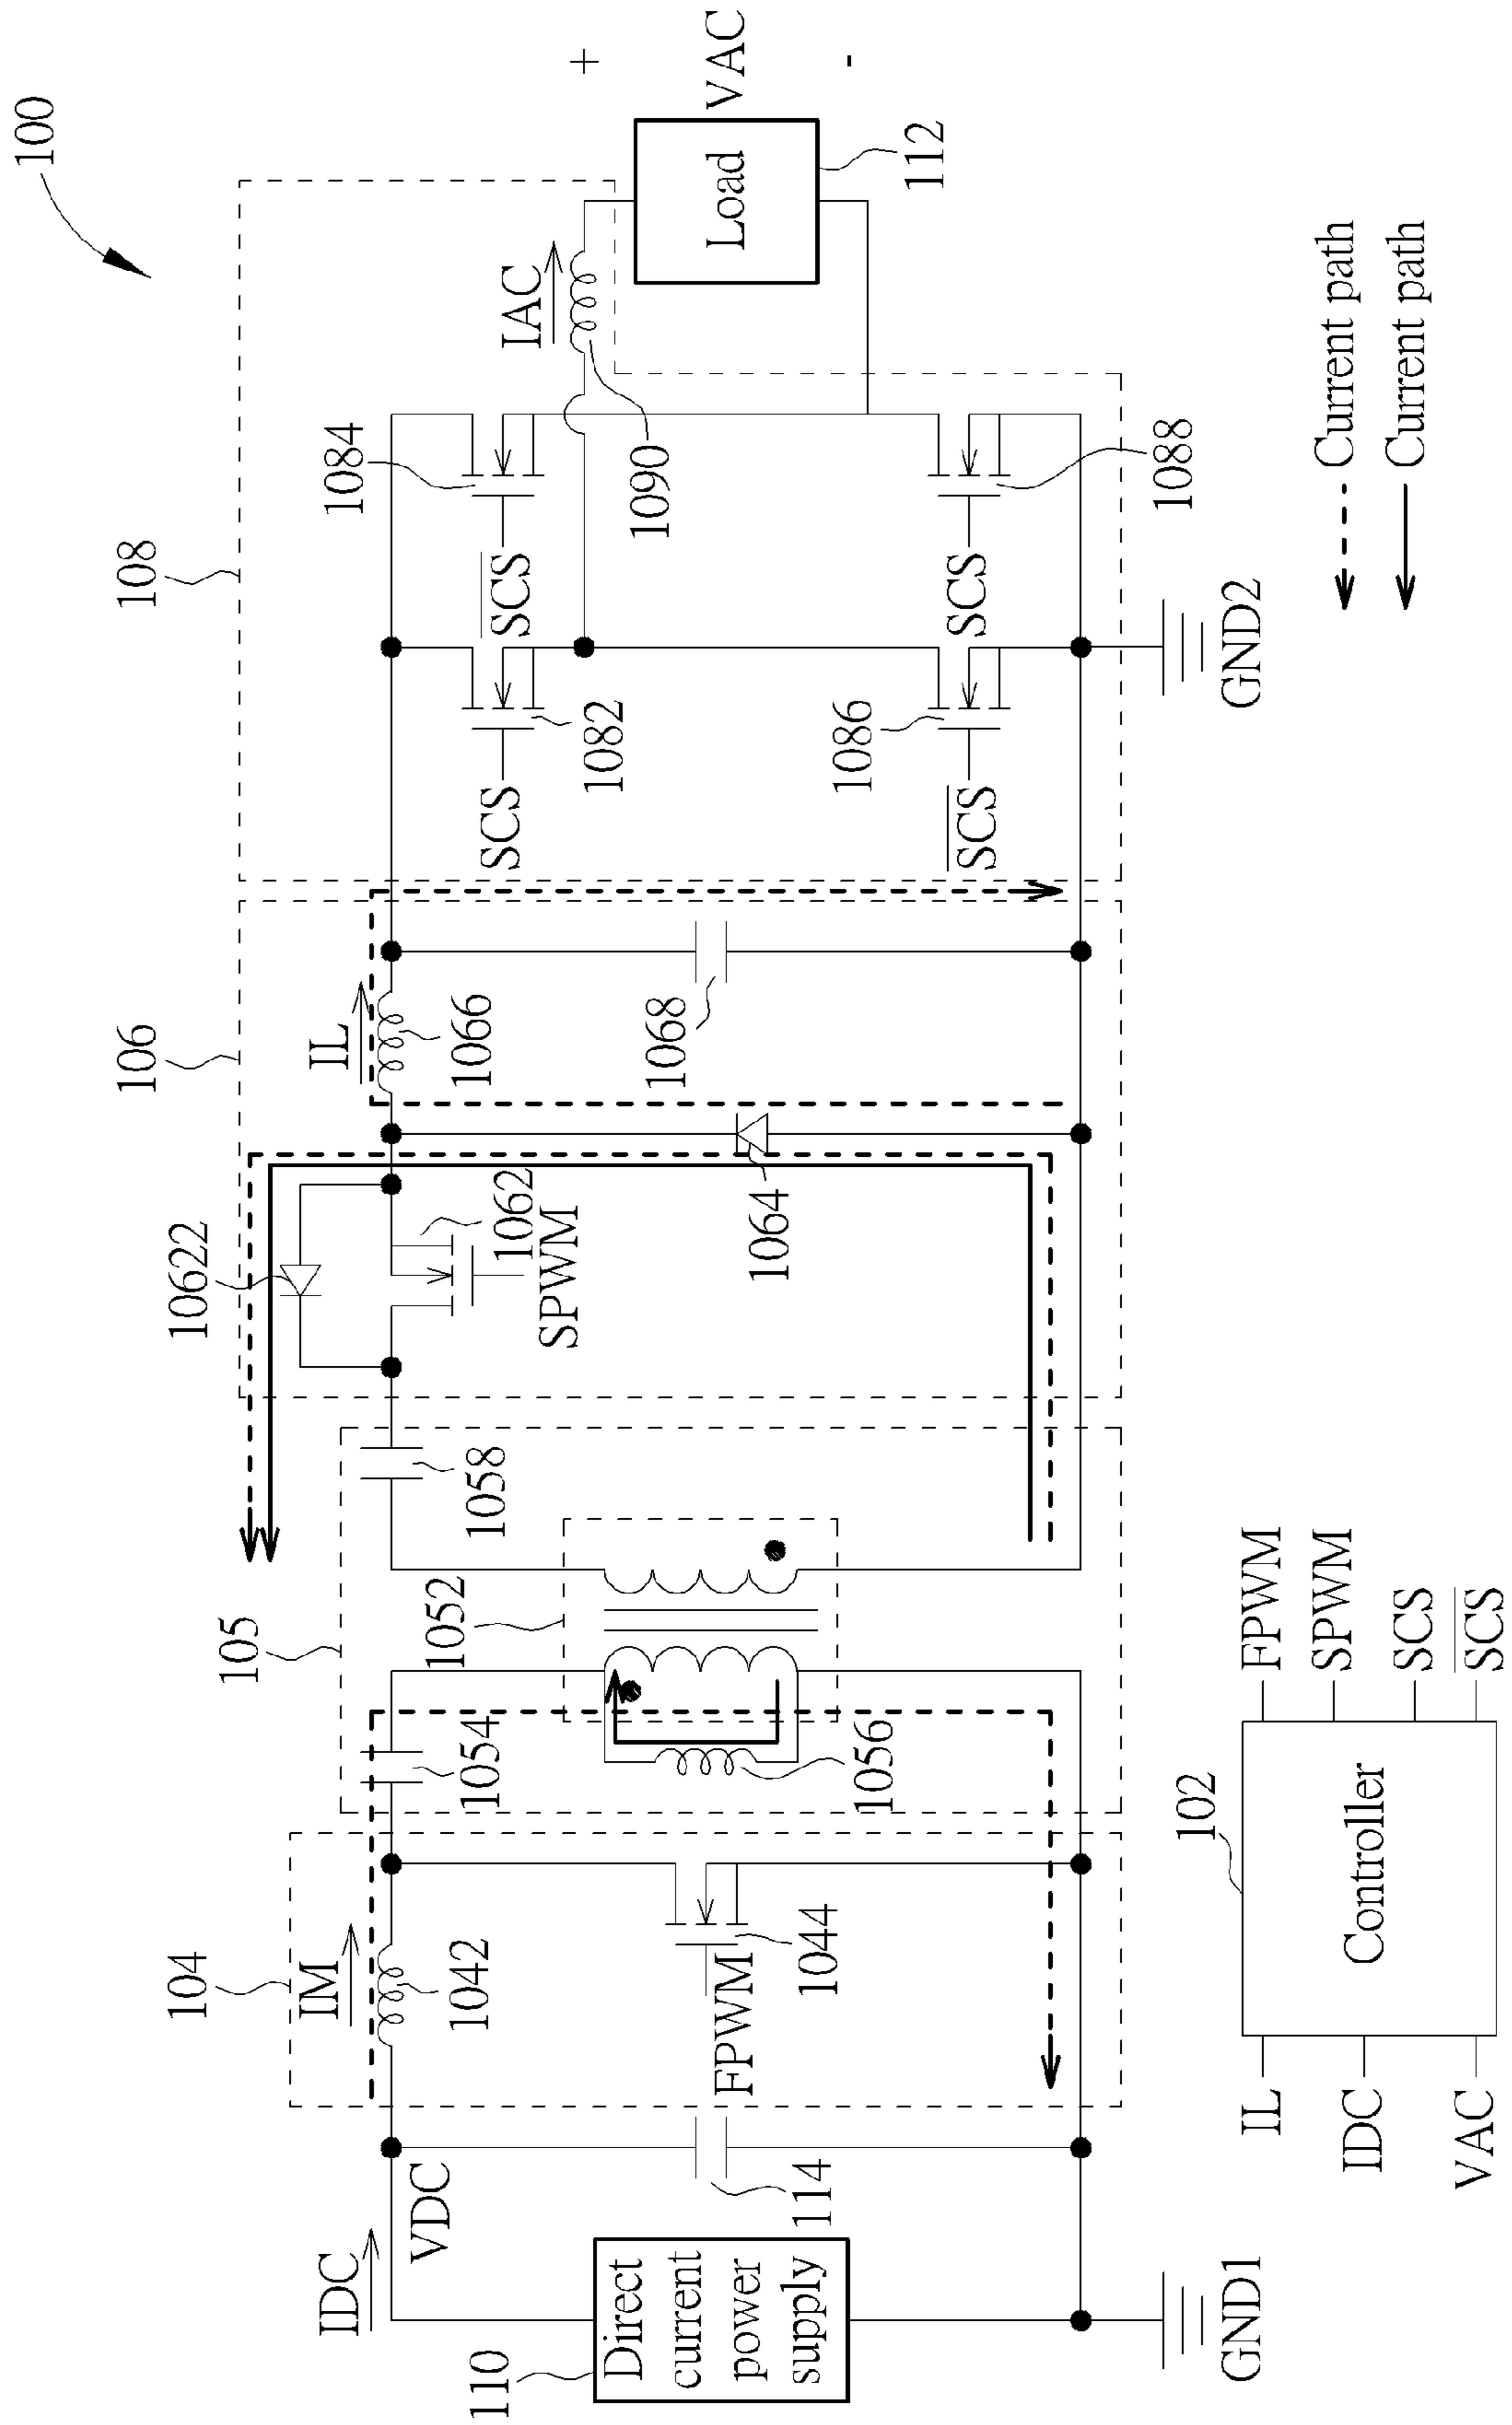 100
108
106
105
104
1084
IAC
+
VAC
-
Load
112
1090
SCS
SCS
1082
1086
SCS
SCS
1088
GND2
IL
1066
1068
1064
10622
1062
SPWM
1058
1052
1054
1056
IM
1042
FPWM
1044
IDC
VDC
114
110
Direct
current
power
supply
GND1
102
Controller
IL
IDC
VAC
FPWM
SPWM
SCS
SCS
Current path
Current path